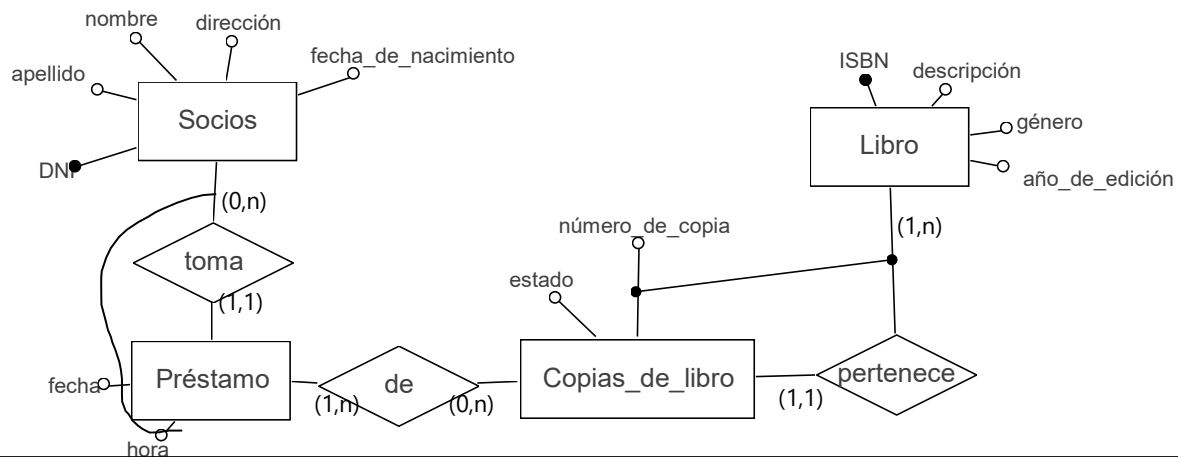 nombre
dirección
fecha_de_nacimiento
apellido
DNI
Socios
(0,n)
toma
(1,1)
fecha
Préstamo
hora
(1,n)
de
(0,n)
estado
número_de_copia
Copias_de_libro
(1,1)
pertenece
(1,n)
ISBN
descripción
género
año_de_edición
Libro